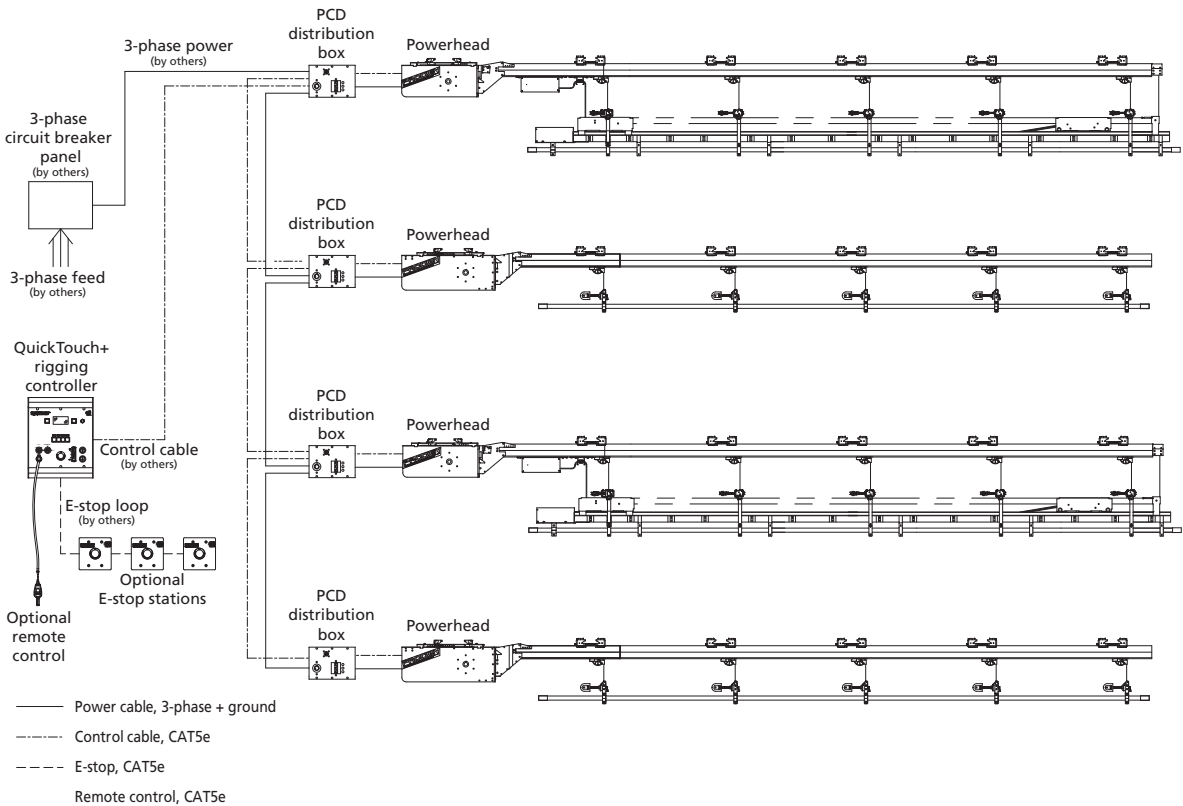 PCD
distribution
box
Powerhead
3-phase power
(by others)
3-phase
circuit breaker
panel
(by others)
3-phase feed
(by others)
PCD
distribution
box
Powerhead
QuickTouch+
rigging
controller
Control cable
(by others)
E-stop loop
(by others)
Optional
E-stop stations
Optional
remote
control
PCD
distribution
box
Powerhead
PCD
distribution
box
Powerhead
Power cable, 3-phase + ground
Control cable, CAT5e
E-stop, CAT5e
Remote control, CAT5e